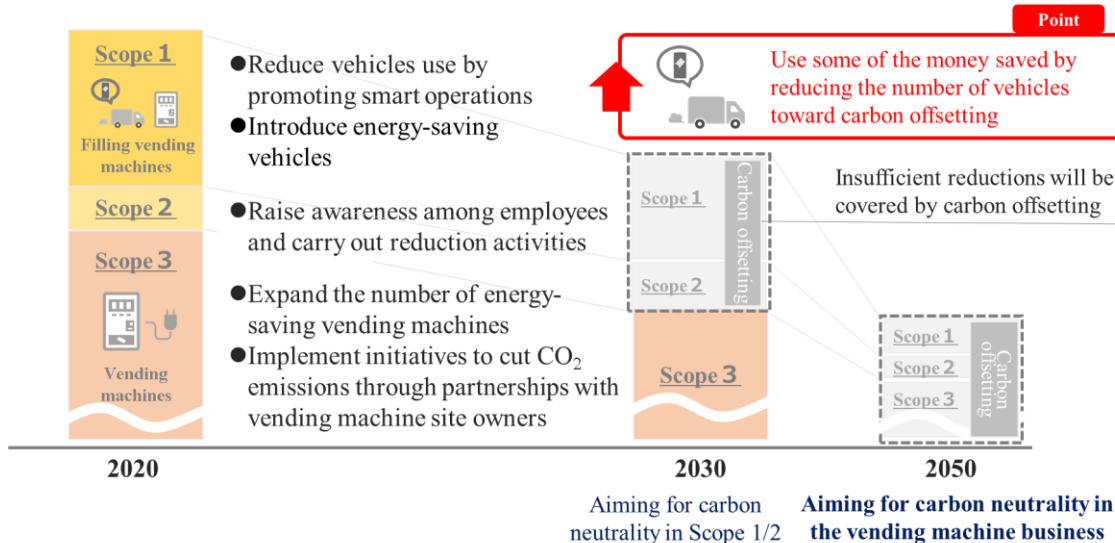 Point
Use some of the money saved by
reducing the number of vehicles
toward carbon offsetting
Scope 1
Filling vending
machines
Scope 2
Scope 3
Vending
machines
●Reduce vehicles use by
promoting smart operations
●Introduce energy-saving
vehicles
●Raise awareness among employees
and carry out reduction activities
●Expand the number of energy-
saving vending machines
●Implement initiatives to cut CO₂
emissions through partnerships with
vending machine site owners
Scope 1
Scope 2
Carbon offsetting
Scope 3
Insufficient reductions will be
covered by carbon offsetting
Scope 1
Scope 2
Scope 3
Carbon
offsetting
2020
2030
2050
Aiming for carbon
neutrality in Scope 1/2
Aiming for carbon neutrality in
the vending machine business